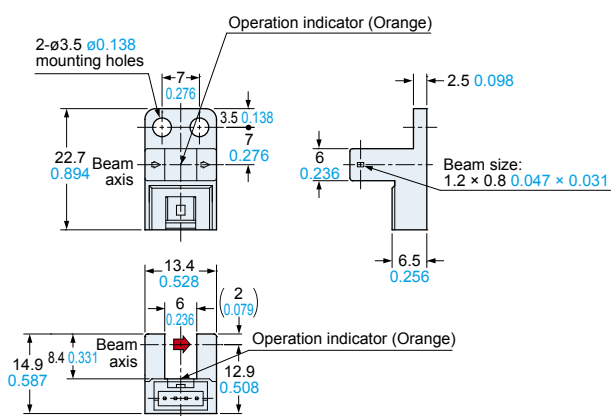 Operation indicator (Orange)
2-ø3.5 ø0.138
mounting holes
7
0.276
3.5 0.138
7
0.276
22.7
0.894
Beam
axis
2.5 0.098
6
0.236
Beam size:
1.2 × 0.8 0.047 × 0.031
6.5
0.256
13.4
0.528
6
0.236
(2
0.079)
Beam
axis
Operation indicator (Orange)
8.4 0.331
14.9
0.587
12.9
0.508